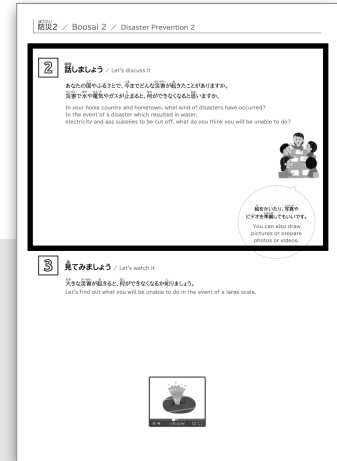 防災2 / Boosai 2 / Disaster Prevention 2
2 話しましょう / Let's discuss it
あなたの国やふるさとで、今までどんな災害が起きたことがありますか。
災害で水や電気やガスが止まると、何ができなくなると思いますか。
In your home country and hometown, what kind of disasters have occurred?
In the event of a disaster which resulted in water,
electricity and gas supplies to be cut off, what do you think you will be unable to do?
絵をかいたり、写真や
ビデオを準備してもいいです。
You can also draw
pictures or prepare
photos or videos.
3 見てみましょう / Let's watch it
大きな災害が起きると、何ができなくなるか知りましょう。
Let's find out what you will be unable to do in the event of a large scale.